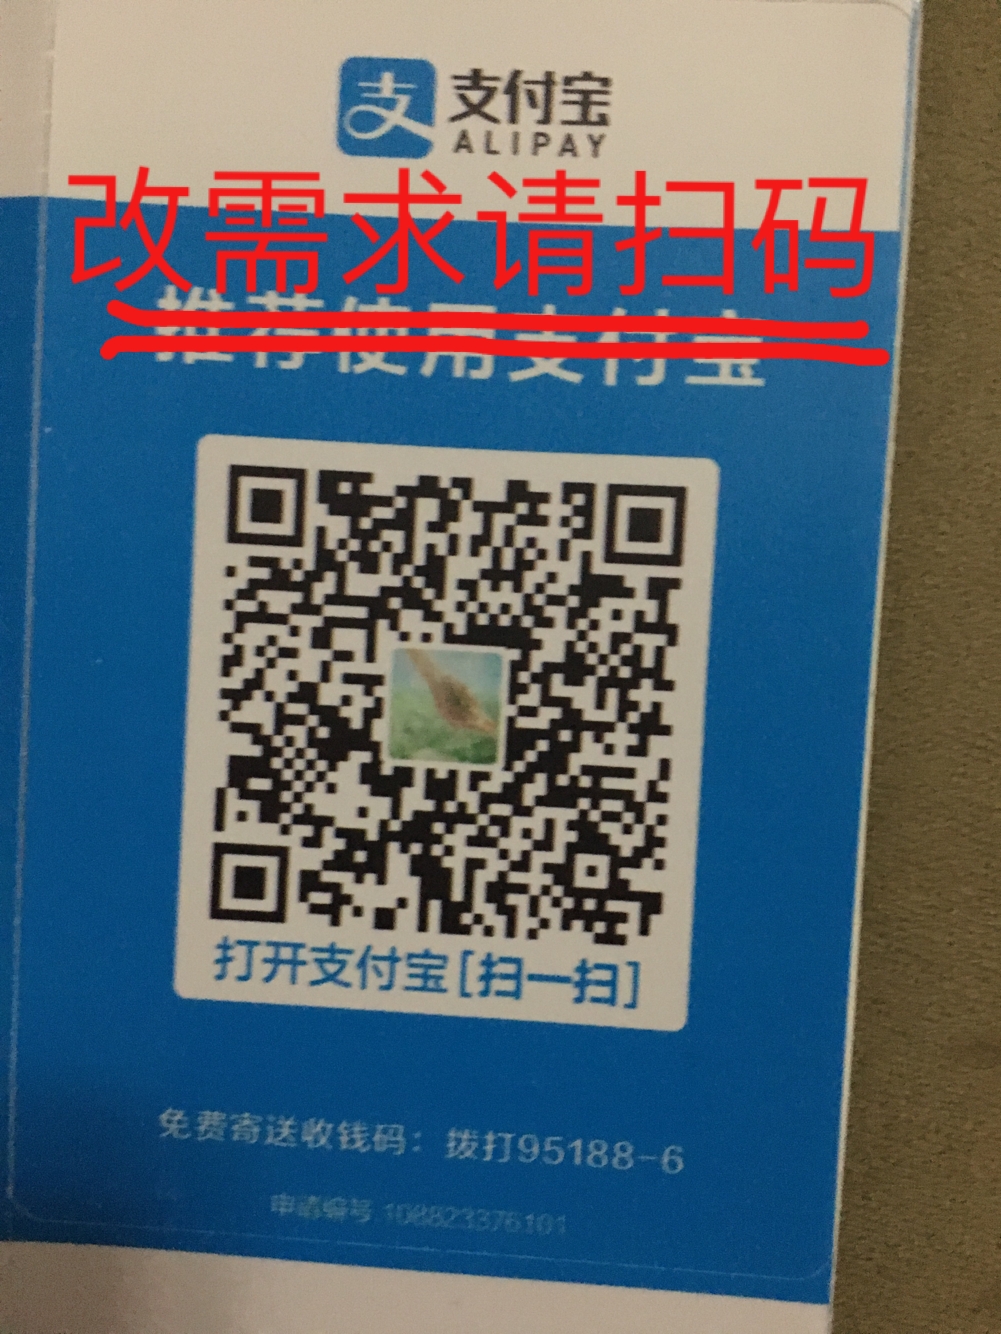 支 支付宝
ALIPAY
改需求请扫码
推荐使用支付宝
打开支付宝[扫一扫]
免费寄送收钱码：拨打95188-6
申请编号 108823376101